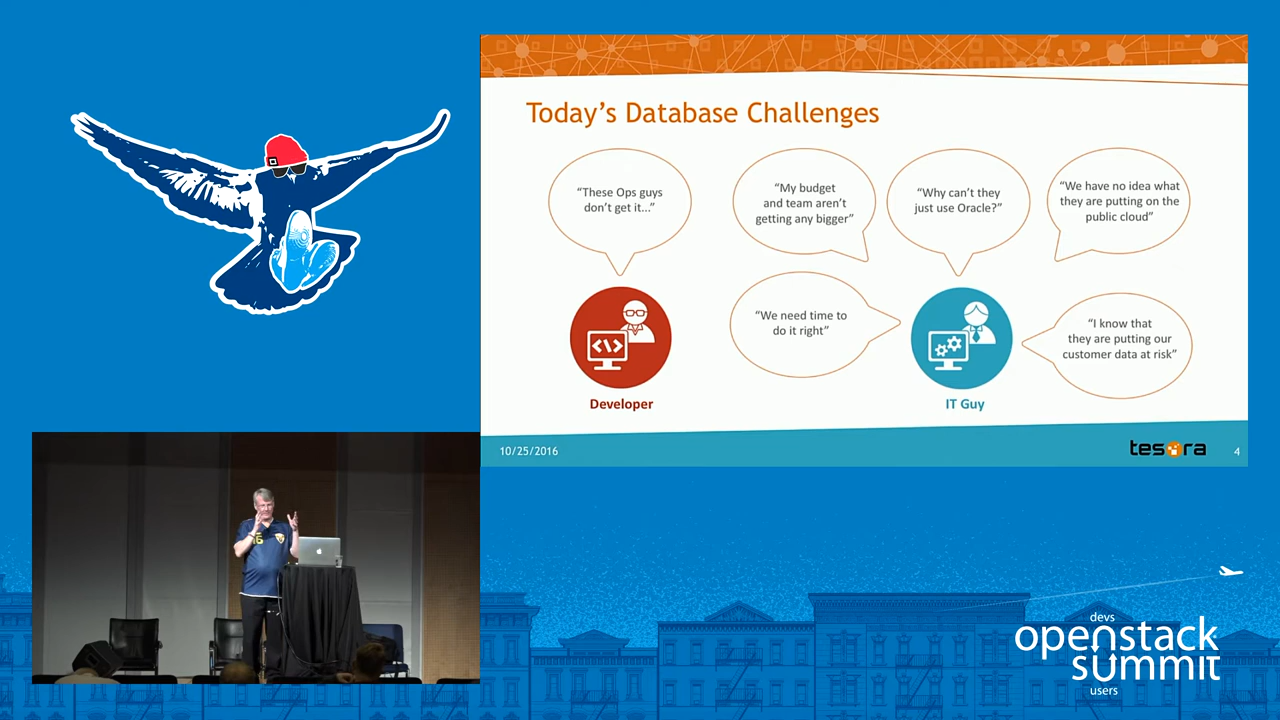 Today’s Database Challenges
“These Ops guys
don’t get it...”
“My budget
and team aren’t
getting any bigger”
“Why can’t they
just use Oracle?”
“We have no idea what
they are putting on the
public cloud”
“We need time to
do it right”
“I know that
they are putting our
customer data at risk”
Developer
IT Guy
10/25/2016
tesora
4
devs
openstack
summit
users